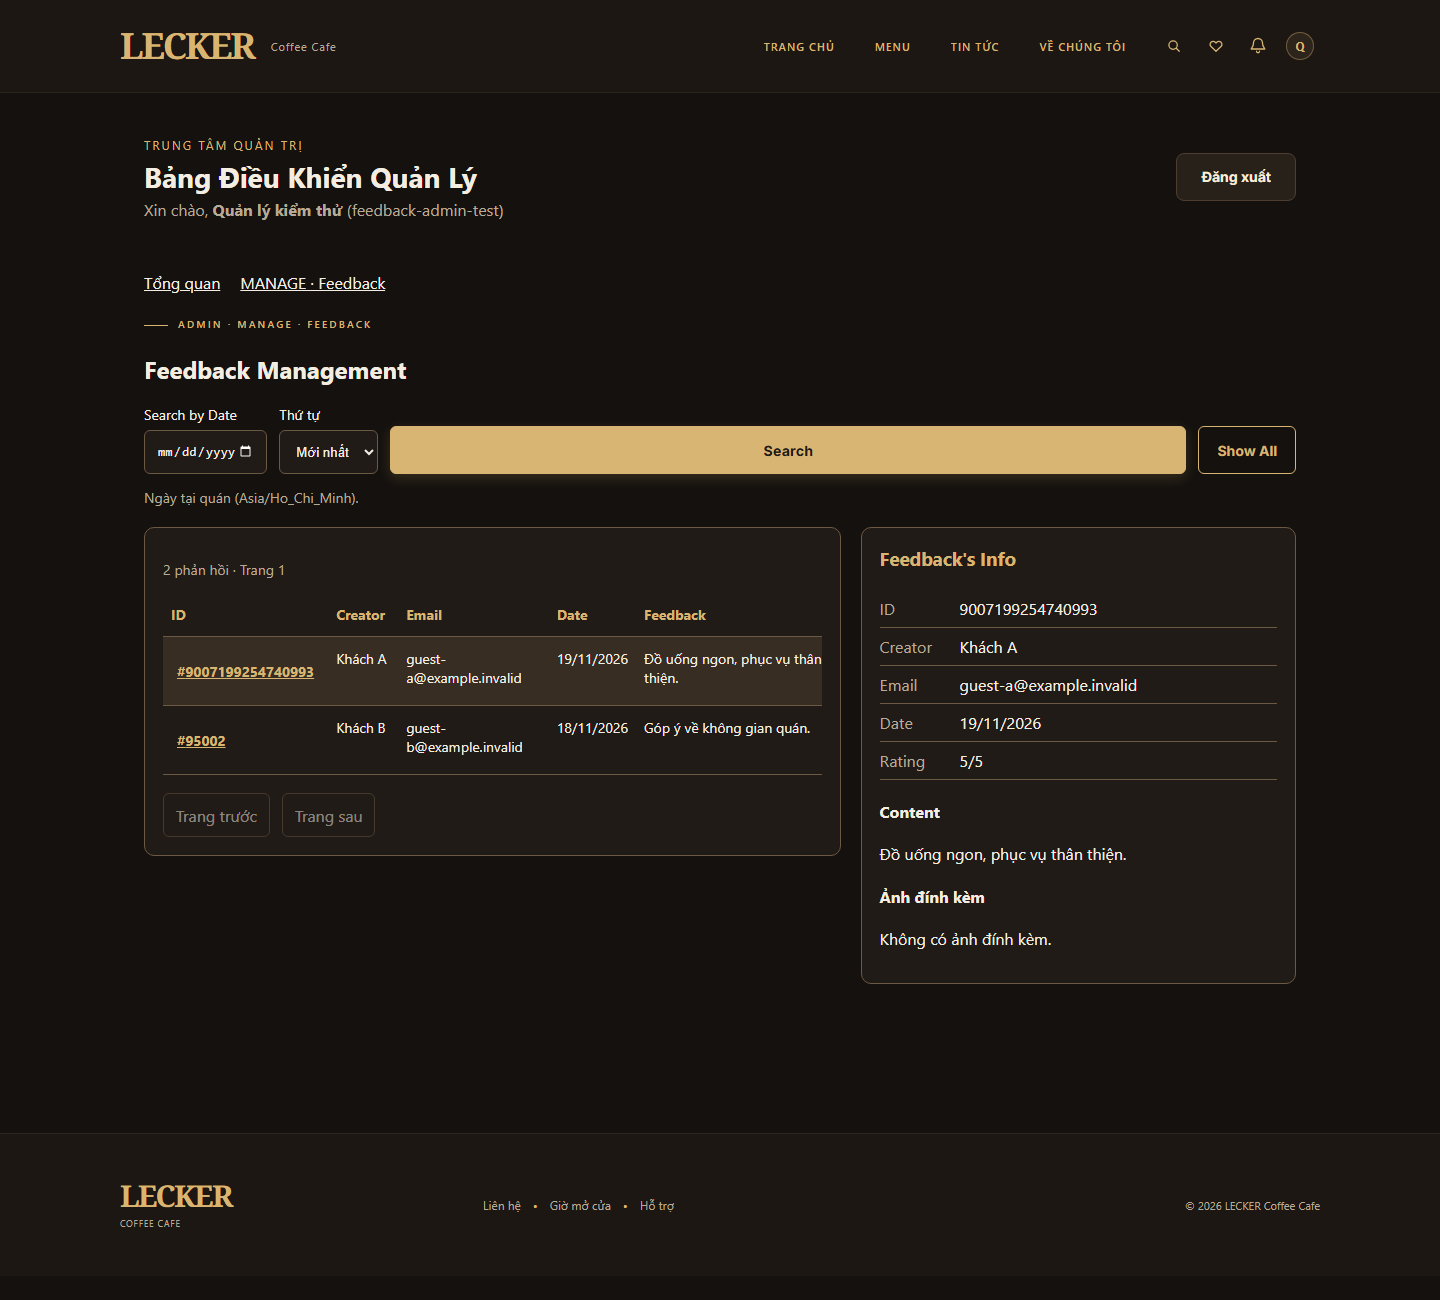 LECKER Coffee Cafe
TRANG CHỦ MENU TIN TỨC VỀ CHÚNG TÔI Q
TRUNG TÂM QUẢN TRỊ
Bảng Điều Khiển Quản Lý
Xin chào, Quản lý kiểm thử (feedback-admin-test)
Đăng xuất
Tổng quan MANAGE · Feedback
ADMIN · MANAGE · FEEDBACK
Feedback Management
Search by Date Thứ tự
mm/dd/yyyy Mới nhất Search Show All
Ngày tại quán (Asia/Ho_Chi_Minh).
2 phản hồi · Trang 1
ID Creator Email Date Feedback
#9007199254740993 Khách A guest-a@example.invalid 19/11/2026 Đồ uống ngon, phục vụ thân thiện.
#95002 Khách B guest-b@example.invalid 18/11/2026 Góp ý về không gian quán.
Trang trước Trang sau
Feedback's Info
ID 9007199254740993
Creator Khách A
Email guest-a@example.invalid
Date 19/11/2026
Rating 5/5
Content
Đồ uống ngon, phục vụ thân thiện.
Ảnh đính kèm
Không có ảnh đính kèm.
LECKER
COFFEE CAFE
Liên hệ • Giờ mở cửa • Hỗ trợ
© 2026 LECKER Coffee Cafe